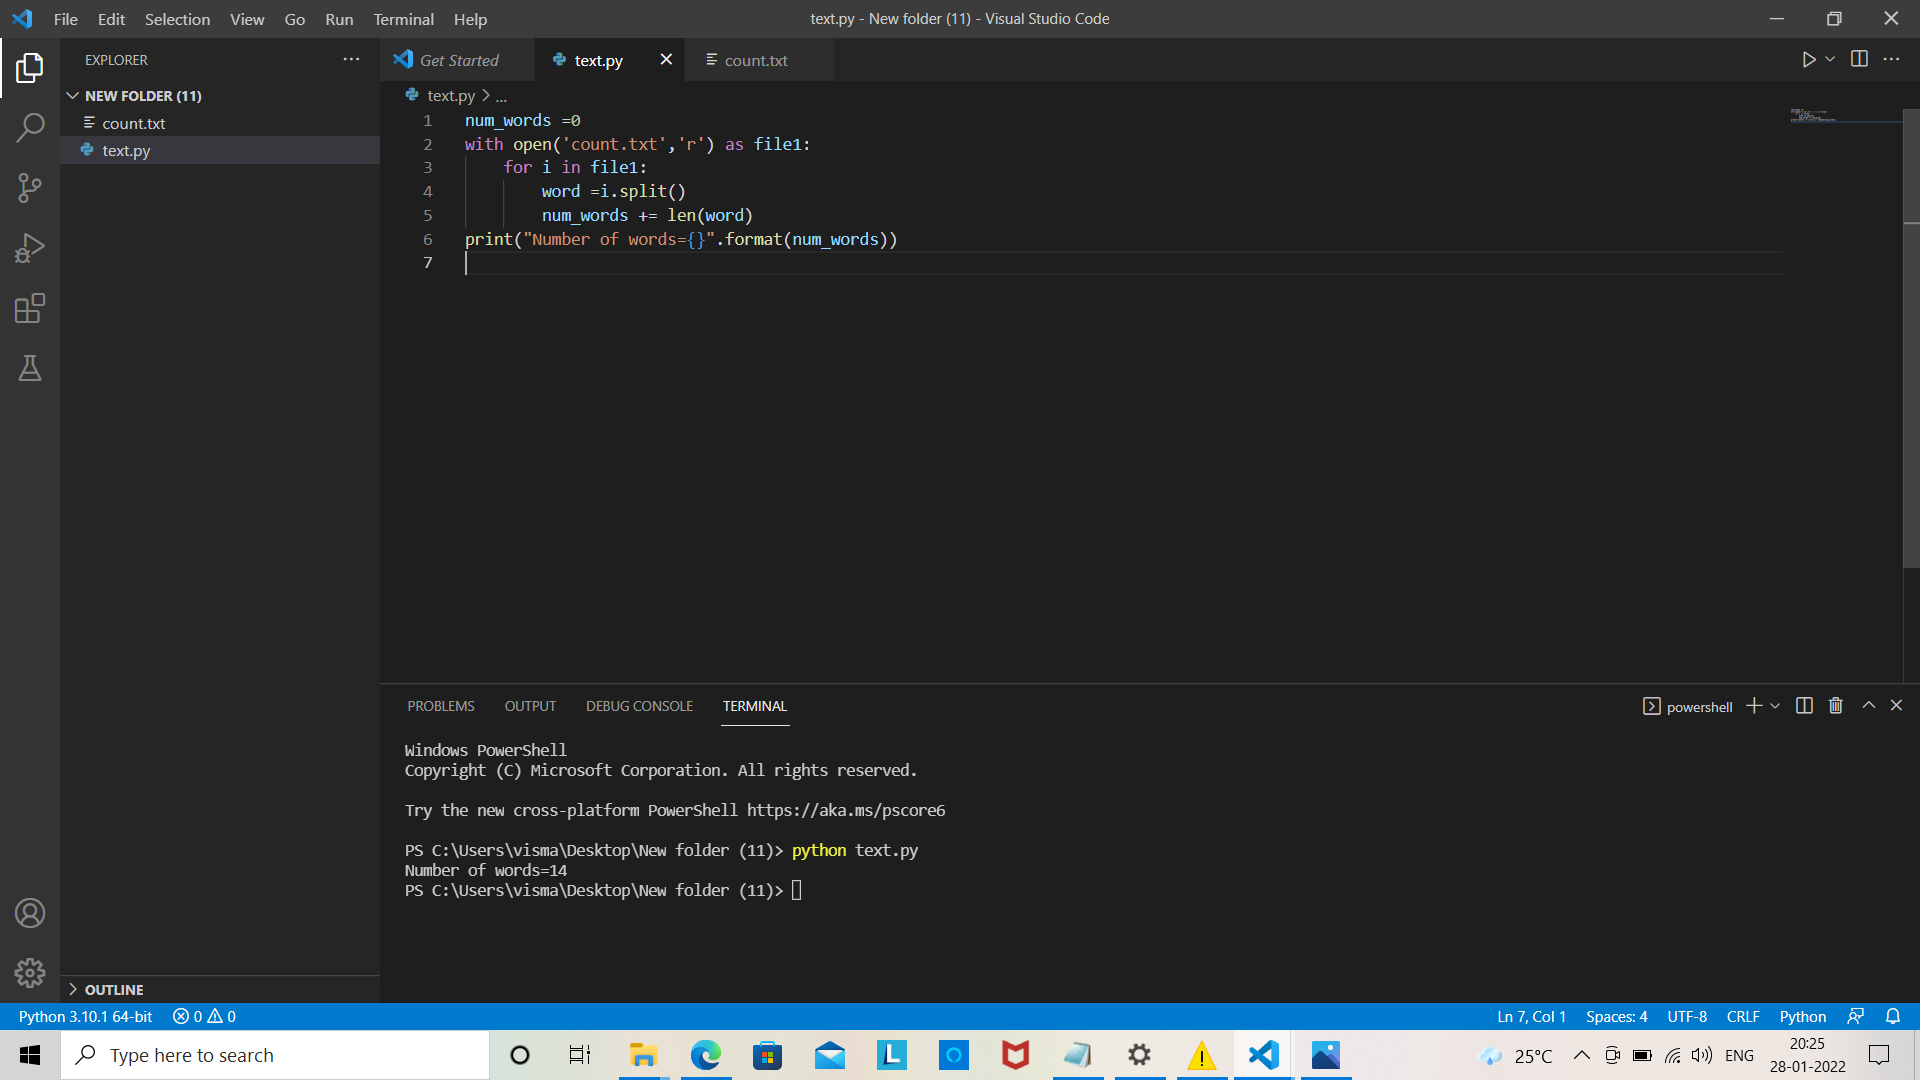 File Edit Selection View Go Run Terminal Help
text.py - New folder (11) - Visual Studio Code
EXPLORER
NEW FOLDER (11)
count.txt
text.py
Get Started
text.py
count.txt
text.py > ...
1 num_words =0
2 with open('count.txt','r') as file1:
3     for i in file1:
4         word =i.split()
5         num_words += len(word)
6 print("Number of words={}".format(num_words))
7
PROBLEMS OUTPUT DEBUG CONSOLE TERMINAL
powershell
Windows PowerShell
Copyright (C) Microsoft Corporation. All rights reserved.
Try the new cross-platform PowerShell https://aka.ms/pscore6
PS C:\Users\visma\Desktop\New folder (11)> python text.py
Number of words=14
PS C:\Users\visma\Desktop\New folder (11)>
OUTLINE
Python 3.10.1 64-bit 0 0
Ln 7, Col 1 Spaces: 4 UTF-8 CRLF Python
Type here to search
L
25°C
ENG
20:25
28-01-2022